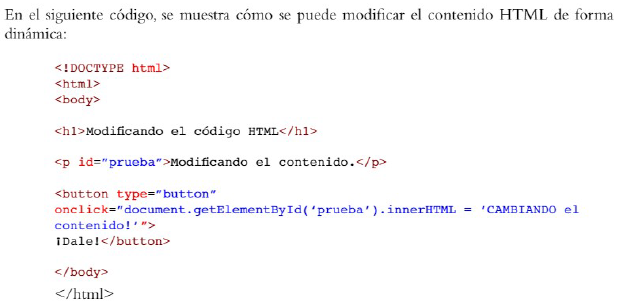 En el siguiente código, se muestra cómo se puede modificar el contenido HTML de forma
dinámica:
<!DOCTYPE html>
<html>
<body>
<h1>Modificando el código HTML</h1>
<p id="prueba">Modificando el contenido.</p>
<button type="button"
onclick="document.getElementById('prueba').innerHTML = 'CAMBIANDO el
contenido!'">
¡Dale!</button>
</body>
</html>